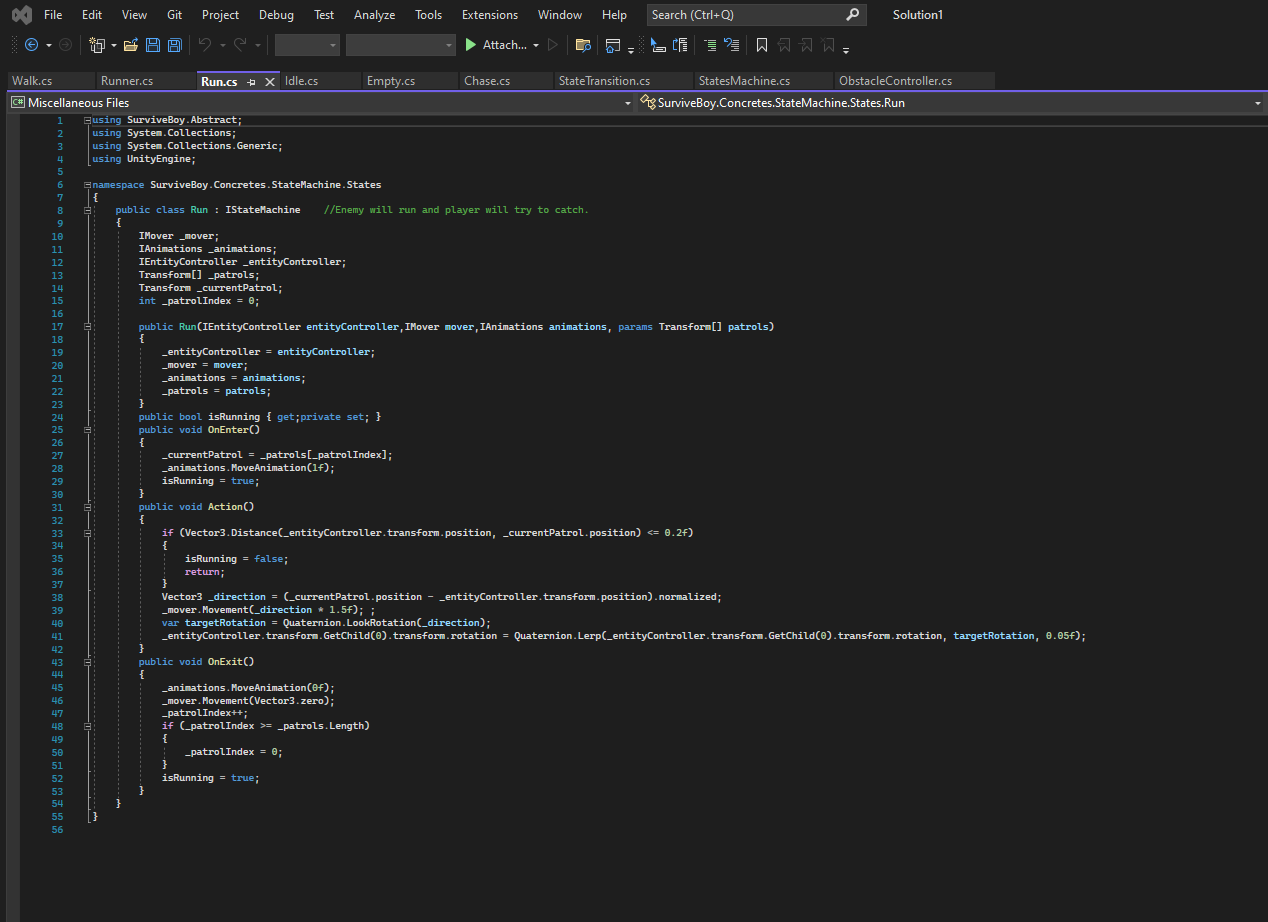 File Edit View Git Project Debug Test Analyze Tools Extensions Window Help Search (Ctrl+Q) Solution1
Attach...
Walk.cs Runner.cs Run.cs Idle.cs Empty.cs Chase.cs StateTransition.cs StatesMachine.cs ObstacleController.cs
C# Miscellaneous Files SurviveBoy.Concretes.StateMachine.States.Run
1 using SurviveBoy.Abstract;
2 using System.Collections;
3 using System.Collections.Generic;
4 using UnityEngine;
5
6 namespace SurviveBoy.Concretes.StateMachine.States
7 {
8 public class Run : IStateMachine //Enemy will run and player will try to catch.
9 {
10 IMover _mover;
11 IAnimations _animations;
12 IEntityController _entityController;
13 Transform[] _patrols;
14 Transform _currentPatrol;
15 int _patrolIndex = 0;
16
17 public Run(IEntityController entityController,IMover mover,IAnimations animations, params Transform[] patrols)
18 {
19 _entityController = entityController;
20 _mover = mover;
21 _animations = animations;
22 _patrols = patrols;
23 }
24 public bool isRunning { get;private set; }
25 public void OnEnter()
26 {
27 _currentPatrol = _patrols[_patrolIndex];
28 _animations.MoveAnimation(1f);
29 isRunning = true;
30 }
31 public void Action()
32 {
33 if (Vector3.Distance(_entityController.transform.position, _currentPatrol.position) <= 0.2f)
34 {
35 isRunning = false;
36 return;
37 }
38 Vector3 _direction = (_currentPatrol.position - _entityController.transform.position).normalized;
39 _mover.Movement(_direction * 1.5f); ;
40 var targetRotation = Quaternion.LookRotation(_direction);
41 _entityController.transform.GetChild(0).transform.rotation = Quaternion.Lerp(_entityController.transform.GetChild(0).transform.rotation, targetRotation, 0.05f);
42 }
43 public void OnExit()
44 {
45 _animations.MoveAnimation(0f);
46 _mover.Movement(Vector3.zero);
47 _patrolIndex++;
48 if (_patrolIndex >= _patrols.Length)
49 {
50 _patrolIndex = 0;
51 }
52 isRunning = true;
53 }
54 }
55 }
56